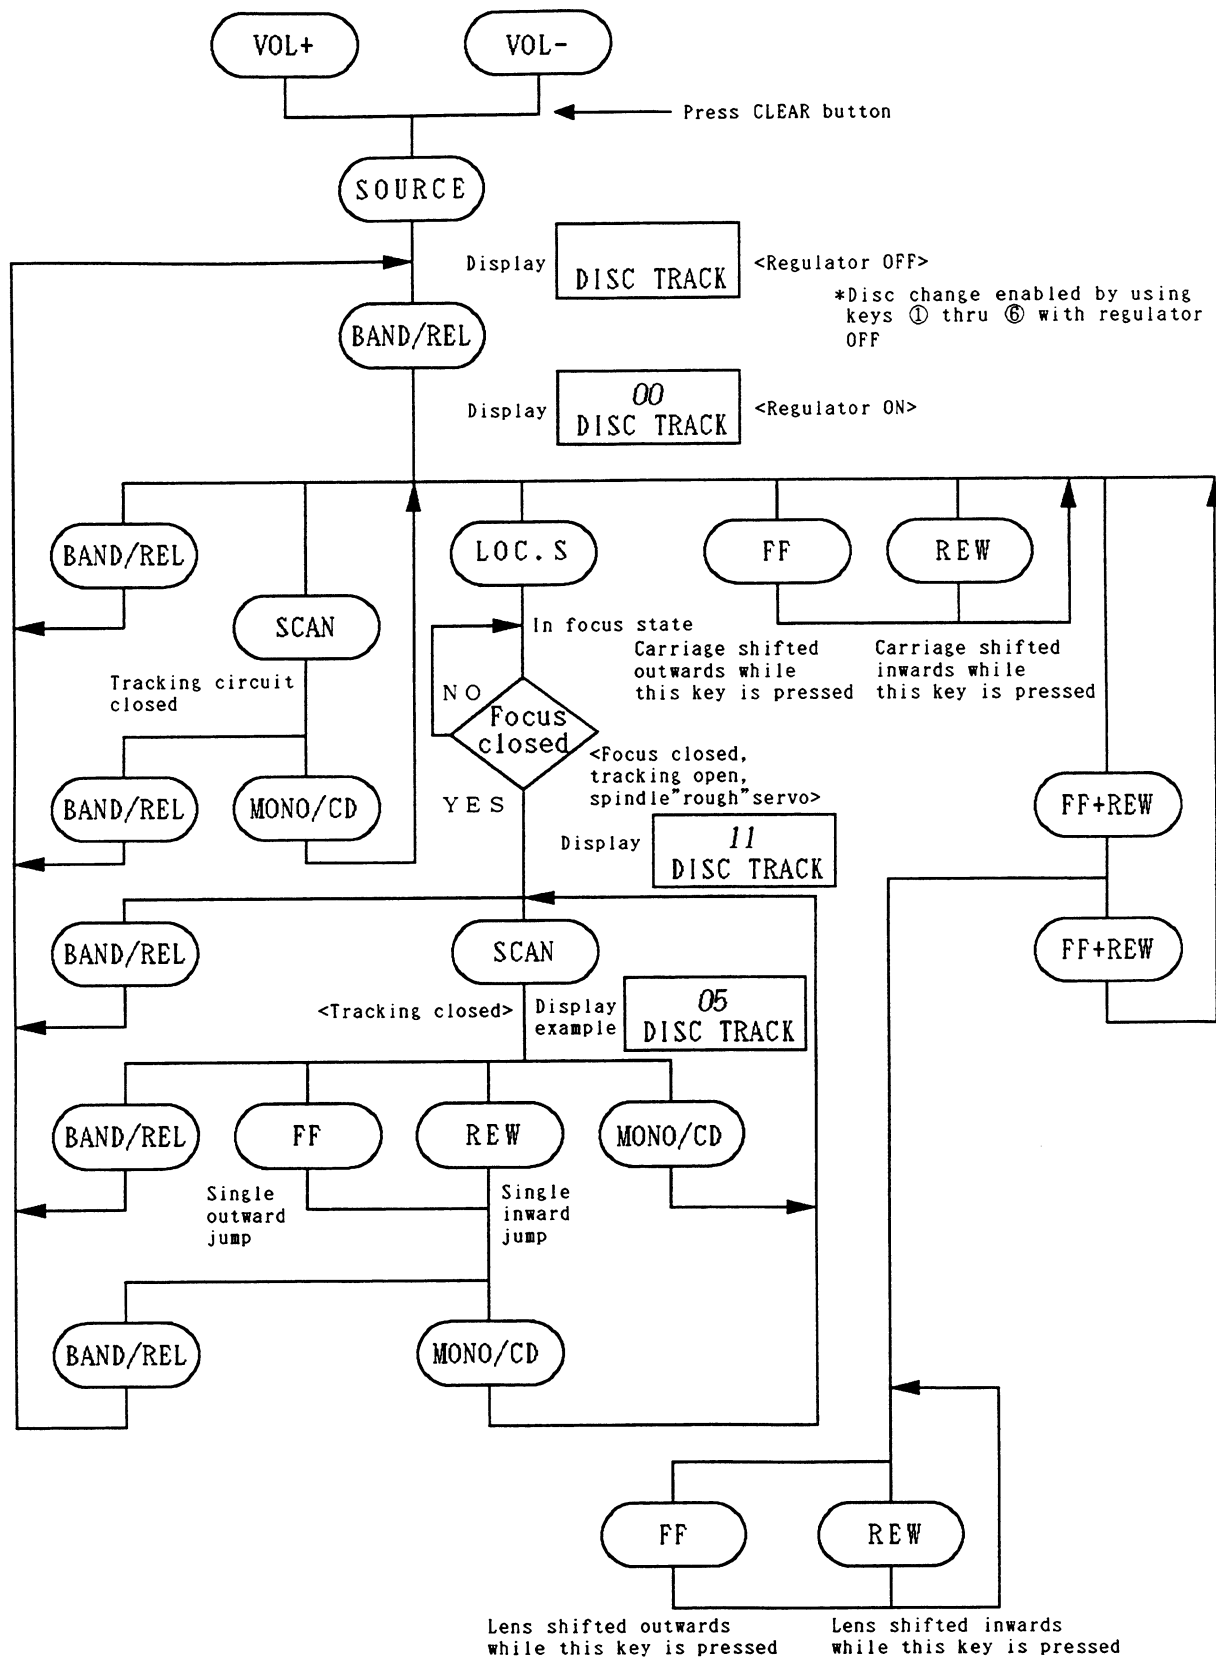 VOL+
VOL-
Press CLEAR button
SOURCE
Display
DISC TRACK
<Regulator OFF>
*Disc change enabled by using
keys ① thru ⑥ with regulator
OFF
BAND/REL
Display
00
DISC TRACK
<Regulator ON>
BAND/REL
LOC.S
FF
REW
SCAN
In focus state
Carriage shifted
outwards while
this key is pressed
Carriage shifted
inwards while
this key is pressed
Tracking circuit
closed
NO
Focus
closed
<Focus closed,
tracking open,
spindle"rough"servo>
YES
BAND/REL
MONO/CD
FF+REW
Display
11
DISC TRACK
BAND/REL
SCAN
FF+REW
<Tracking closed>
Display
example
05
DISC TRACK
BAND/REL
FF
REW
MONO/CD
Single
outward
jump
Single
inward
jump
BAND/REL
MONO/CD
FF
REW
Lens shifted outwards
while this key is pressed
Lens shifted inwards
while this key is pressed